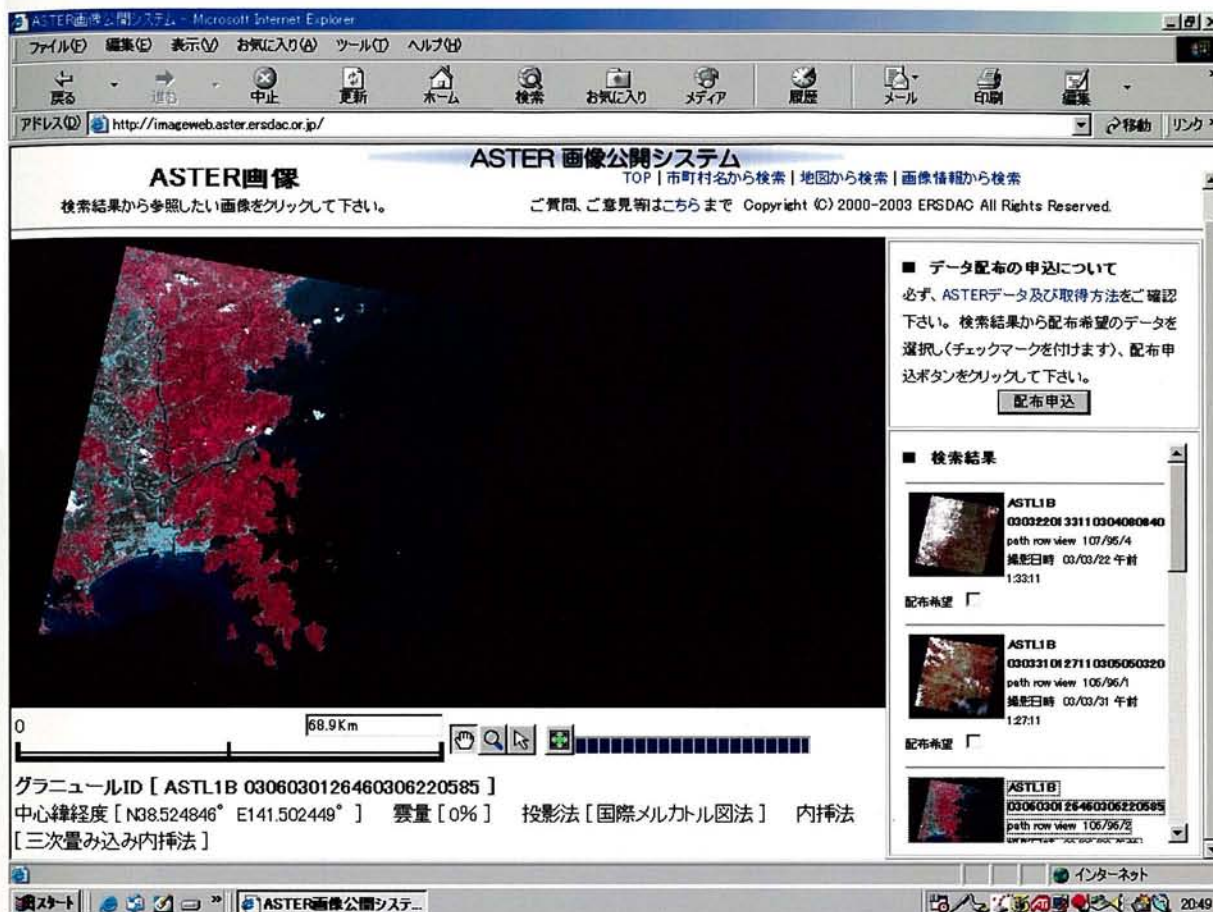 ASTER画像公開システム - Microsoft Internet Explorer
ファイル(F) 編集(E) 表示(V) お気に入り(A) ツール(T) ヘルプ(H)
戻る 進む 中止 更新 ホーム 検索 お気に入り メディア 履歴 メール 印刷 編集
アドレス(D) http://imageweb.aster.ersdac.or.jp/ 移動 リンク
ASTER 画像公開システム
ASTER画像
TOP | 市町村名から検索 | 地図から検索 | 画像情報から検索
検索結果から参照したい画像をクリックして下さい。
ご質問、ご意見等はこちらまで Copyright (C) 2000-2003 ERSDAC All Rights Reserved.
■ データ配布の申込について
必ず、ASTERデータ及び取得方法をご確認
下さい。検索結果から配布希望のデータを
選択し(チェックマークを付けます)、配布申
込ボタンをクリックして下さい。
配布申込
■ 検索結果
ASTL1B
0303220133110304080840
path row view 107/95/4
撮影日時 03/03/22 午前
1:33:11
配布希望
ASTL1B
0303310127110305050320
path row view 106/96/1
撮影日時 03/03/31 午前
1:27:11
配布希望
ASTL1B
0306030126460306220585
path row view 106/96/2
0 68.9Km
グラニュールID [ ASTL1B 0306030126460306220585 ]
中心緯経度 [ N38.524846° E141.502449° ] 雲量 [ 0% ] 投影法 [ 国際メルカトル図法 ] 内挿法
[ 三次畳み込み内挿法 ]
インターネット
スタート ASTER画像公開システ... 20:49